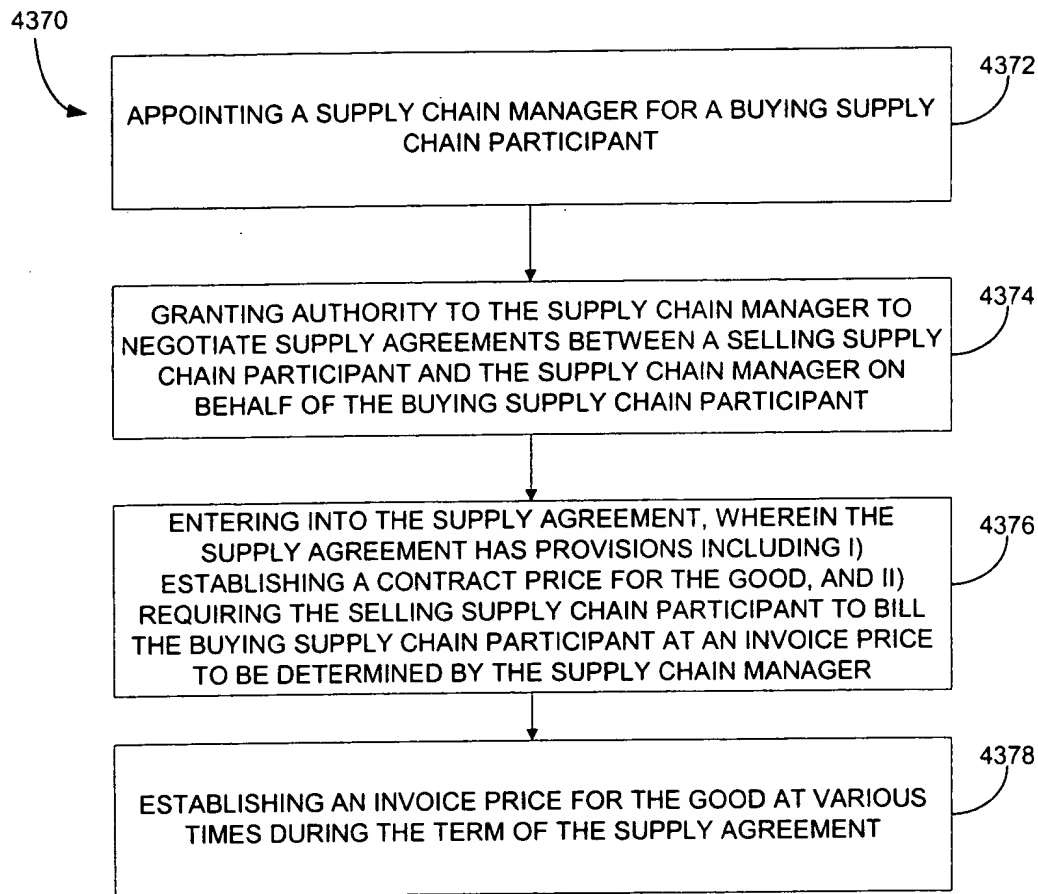 4370
4372
APPOINTING A SUPPLY CHAIN MANAGER FOR A BUYING SUPPLY
CHAIN PARTICIPANT
4374
GRANTING AUTHORITY TO THE SUPPLY CHAIN MANAGER TO
NEGOTIATE SUPPLY AGREEMENTS BETWEEN A SELLING SUPPLY
CHAIN PARTICIPANT AND THE SUPPLY CHAIN MANAGER ON
BEHALF OF THE BUYING SUPPLY CHAIN PARTICIPANT
4376
ENTERING INTO THE SUPPLY AGREEMENT, WHEREIN THE
SUPPLY AGREEMENT HAS PROVISIONS INCLUDING I)
ESTABLISHING A CONTRACT PRICE FOR THE GOOD, AND II)
REQUIRING THE SELLING SUPPLY CHAIN PARTICIPANT TO BILL
THE BUYING SUPPLY CHAIN PARTICIPANT AT AN INVOICE PRICE
TO BE DETERMINED BY THE SUPPLY CHAIN MANAGER
4378
ESTABLISHING AN INVOICE PRICE FOR THE GOOD AT VARIOUS
TIMES DURING THE TERM OF THE SUPPLY AGREEMENT